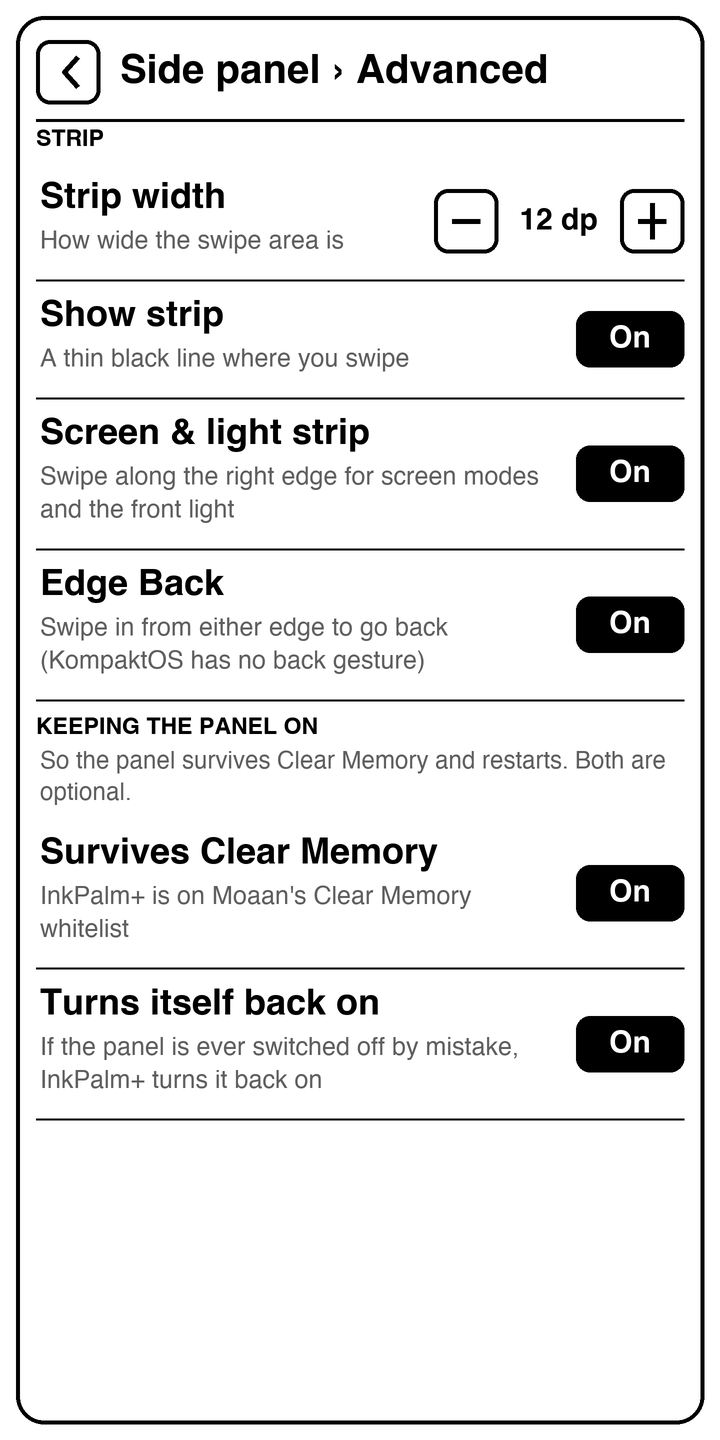 Side panel › Advanced
STRIP
Strip width
How wide the swipe area is
12 dp
Show strip
A thin black line where you swipe
On
Screen & light strip
Swipe along the right edge for screen modes
and the front light
On
Edge Back
Swipe in from either edge to go back
(KompaktOS has no back gesture)
On
KEEPING THE PANEL ON
So the panel survives Clear Memory and restarts. Both are
optional.
Survives Clear Memory
InkPalm+ is on Moaan's Clear Memory
whitelist
On
Turns itself back on
If the panel is ever switched off by mistake,
InkPalm+ turns it back on
On